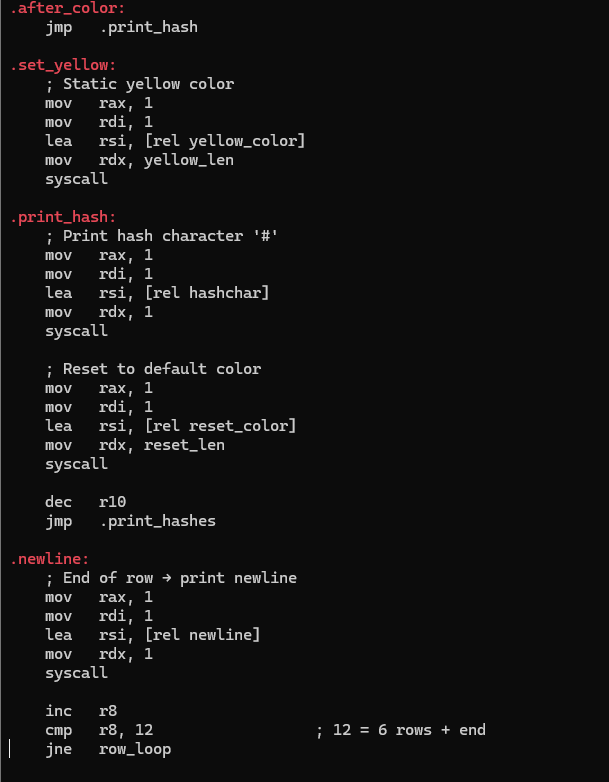 .after_color:
    jmp   .print_hash

.set_yellow:
    ; Static yellow color
    mov   rax, 1
    mov   rdi, 1
    lea   rsi, [rel yellow_color]
    mov   rdx, yellow_len
    syscall

.print_hash:
    ; Print hash character '#'
    mov   rax, 1
    mov   rdi, 1
    lea   rsi, [rel hashchar]
    mov   rdx, 1
    syscall

    ; Reset to default color
    mov   rax, 1
    mov   rdi, 1
    lea   rsi, [rel reset_color]
    mov   rdx, reset_len
    syscall

    dec   r10
    jmp   .print_hashes

.newline:
    ; End of row → print newline
    mov   rax, 1
    mov   rdi, 1
    lea   rsi, [rel newline]
    mov   rdx, 1
    syscall

    inc   r8
    cmp   r8, 12                  ; 12 = 6 rows + end
    jne   row_loop